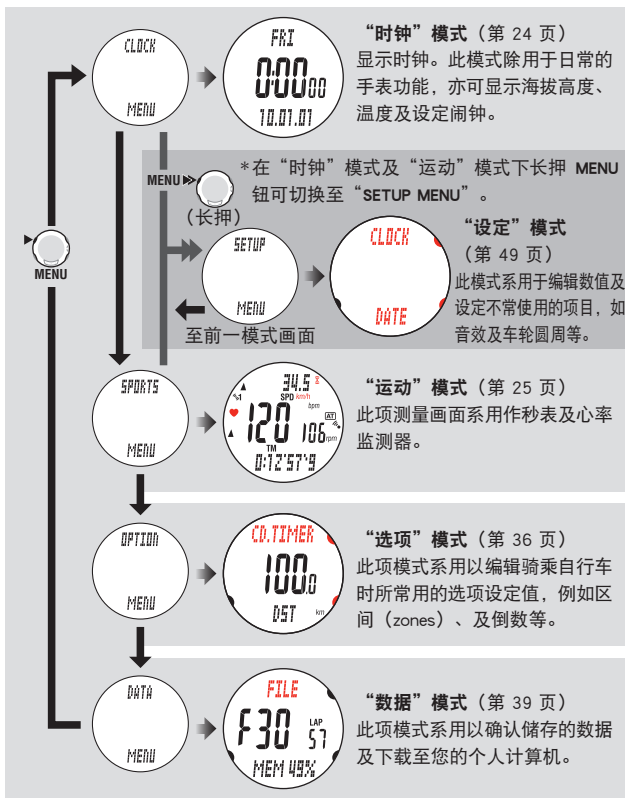 CLOCK
MENU
FRI
0:00 00
10.01.01
“时钟”模式（第 24 页）
显示时钟。此模式除用于日常的
手表功能，亦可显示海拔高度、
温度及设定闹钟。
MENU
（长押）
*在“时钟”模式及“运动”模式下长押 MENU
钮可切换至“SETUP MENU”。
MENU
SETUP
MENU
至前一模式画面
CLOCK
DATE
“设定”模式
（第 49 页）
此模式系用于编辑数值及
设定不常使用的项目，如
音效及车轮圆周等。
SPORTS
MENU
34.5
%1
SPD km/h
bpm
AT
120 106 rpm
TM
0:12'57"9
“运动”模式（第 25 页）
此项测量画面系用作秒表及心率
监测器。
OPTION
MENU
CD.TIMER
100.0
DST km
“选项”模式（第 36 页）
此项模式系用以编辑骑乘自行车
时所常用的选项设定值，例如区
间（zones）、及倒数等。
DATA
MENU
FILE
F30 LAP 57
MEM 49%
“数据”模式（第 39 页）
此项模式系用以确认储存的数据
及下载至您的个人计算机。